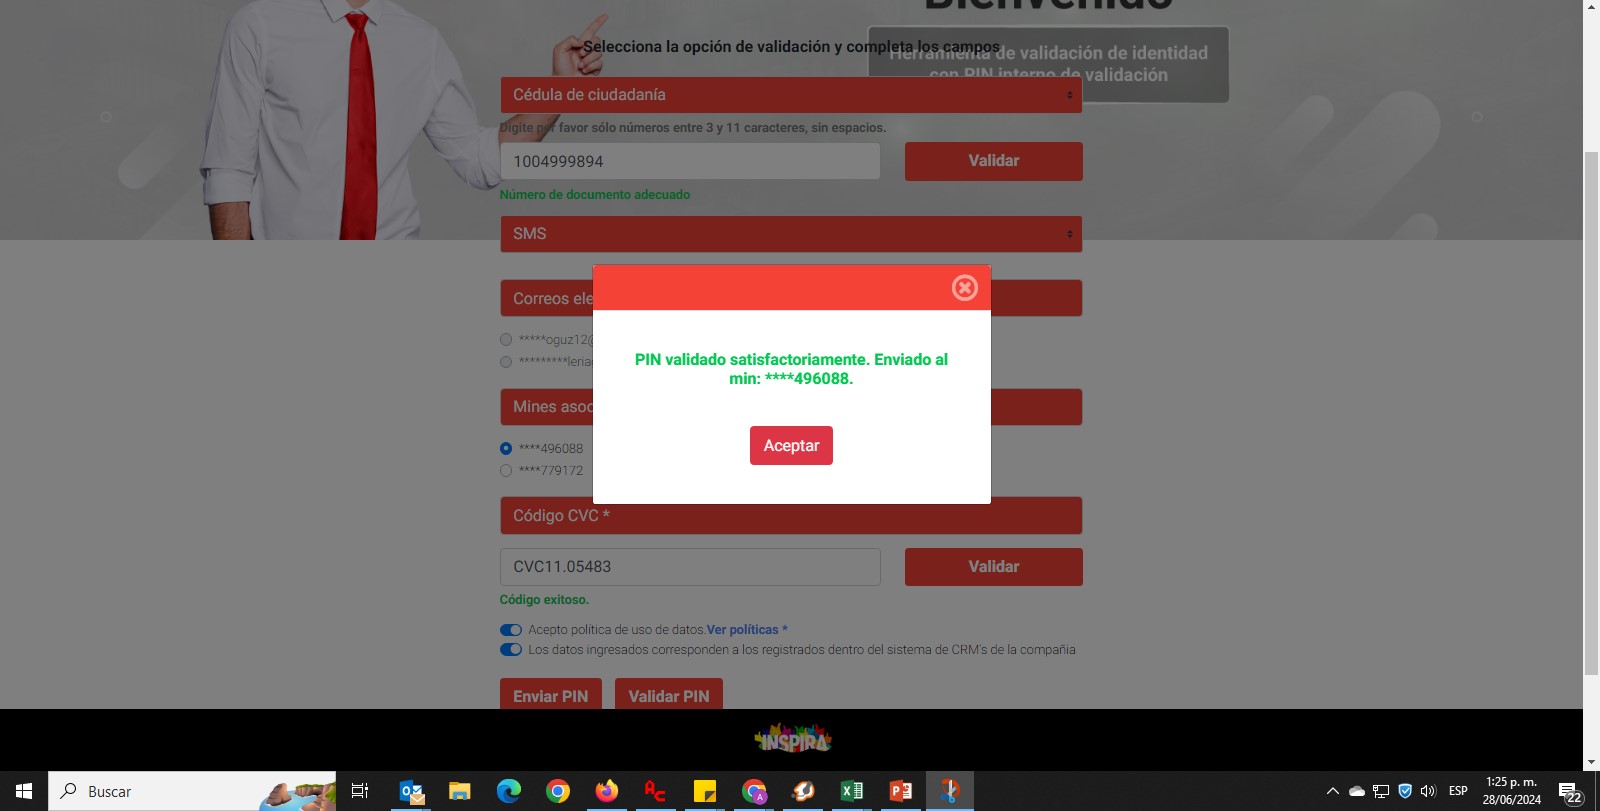 Bienvenido
Selecciona la opción de validación y completa los campos
Herramienta de validación de identidad
con PIN interno de validación
Cédula de ciudadanía
Digite por favor sólo números entre 3 y 11 caracteres, sin espacios.
1004999894
Validar
Número de documento adecuado
SMS
Correos ele
*****oguz12@
*********leria
PIN validado satisfactoriamente. Enviado al
min: ****496088.
Aceptar
Mines asoc
****496088
****779172
Código CVC *
CVC11.05483
Validar
Código exitoso.
Acepto política de uso de datos.Ver políticas *
Los datos ingresados corresponden a los registrados dentro del sistema de CRM's de la compañia
Enviar PIN
Validar PIN
INSPIRA
Buscar
ESP
1:25 p. m.
28/06/2024
22